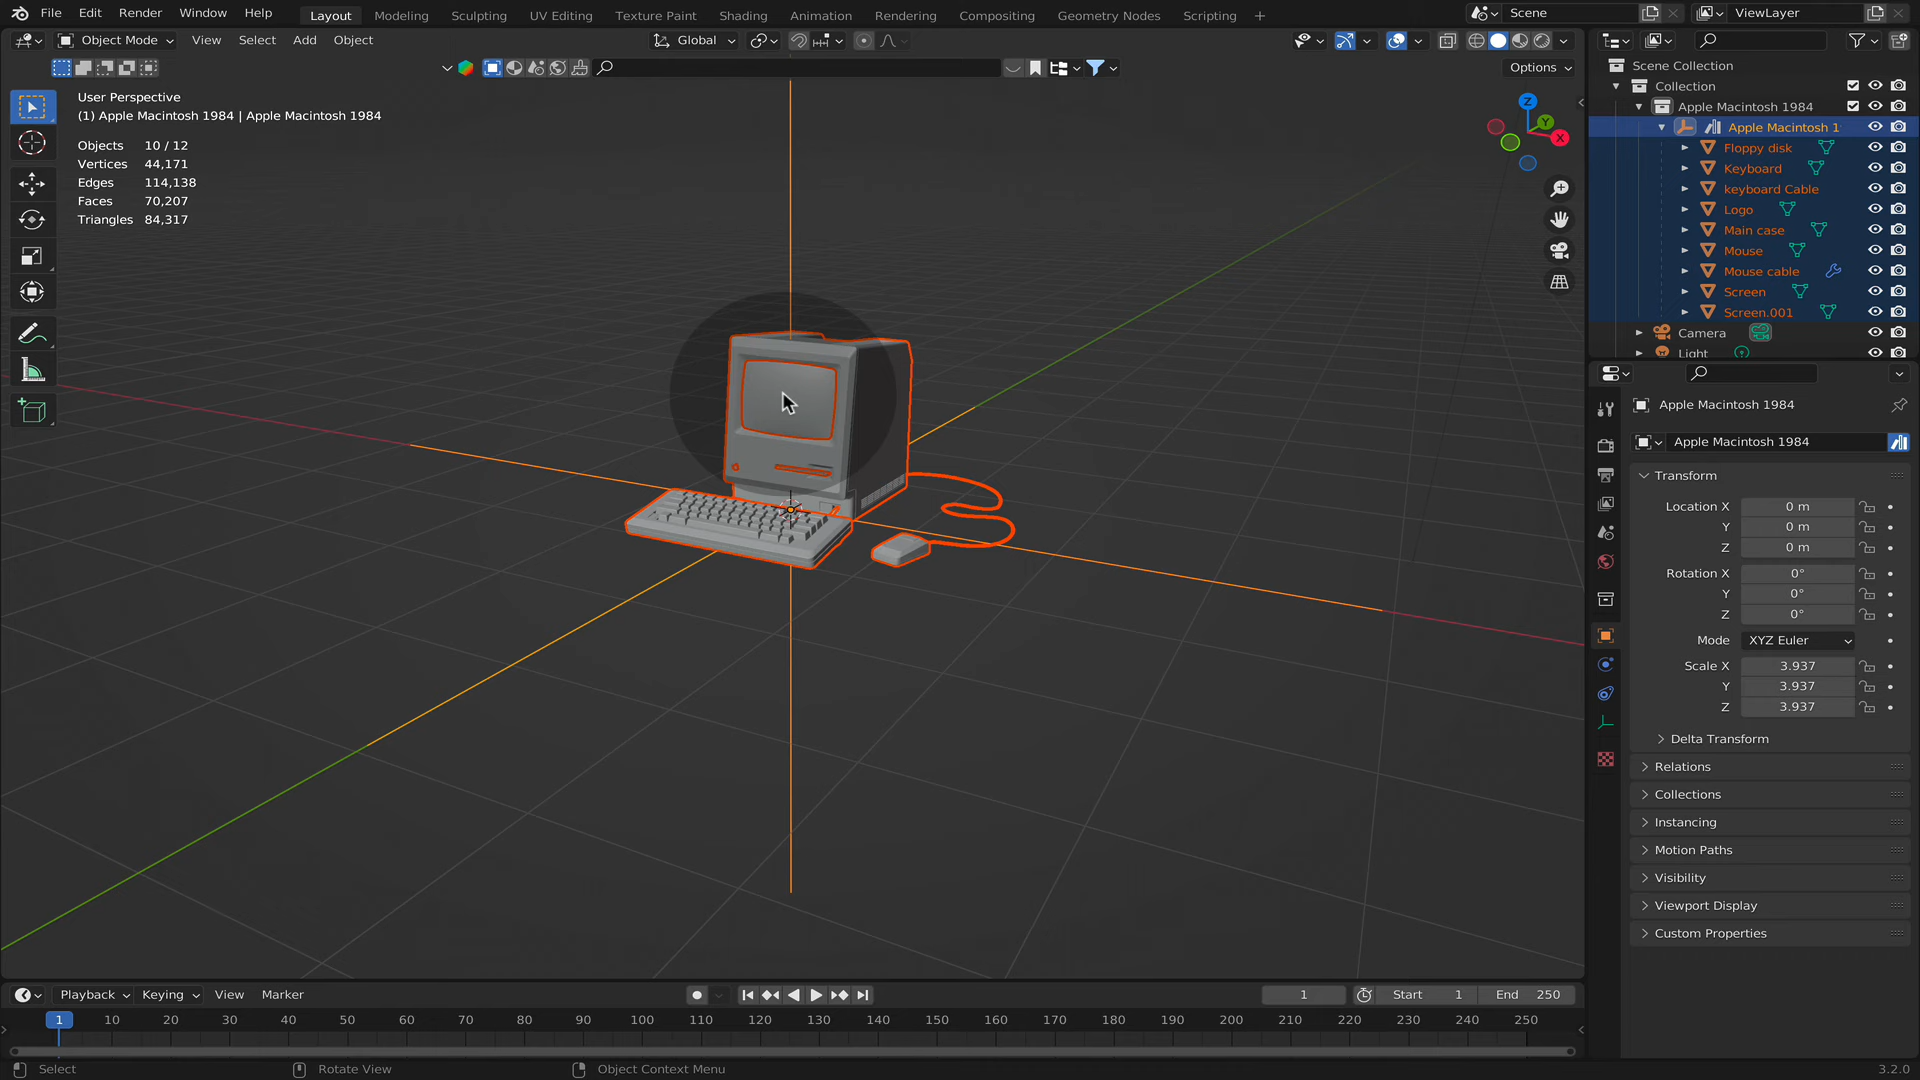 File Edit Render Window Help Layout Modeling Sculpting UV Editing Texture Paint Shading Animation Rendering Compositing Geometry Nodes Scripting Scene ViewLayer
Object Mode View Select Add Object Global
Options
User Perspective
(1) Apple Macintosh 1984 | Apple Macintosh 1984
Objects 10 / 12
Vertices 44,171
Edges 114,138
Faces 70,207
Triangles 84,317
Z
Y
X
Scene Collection
Collection
Apple Macintosh 1984
Apple Macintosh 1
Floppy disk
Keyboard
keyboard Cable
Logo
Main case
Mouse
Mouse cable
Screen
Screen.001
Camera
Light
Apple Macintosh 1984
Apple Macintosh 1984
Transform
Location X 0 m
Y 0 m
Z 0 m
Rotation X 0°
Y 0°
Z 0°
Mode XYZ Euler
Scale X 3.937
Y 3.937
Z 3.937
Delta Transform
Relations
Collections
Instancing
Motion Paths
Visibility
Viewport Display
Custom Properties
Playback Keying View Marker 1 Start 1 End 250
1 10 20 30 40 50 60 70 80 90 100 110 120 130 140 150 160 170 180 190 200 210 220 230 240 250
Select Rotate View Object Context Menu 3.2.0